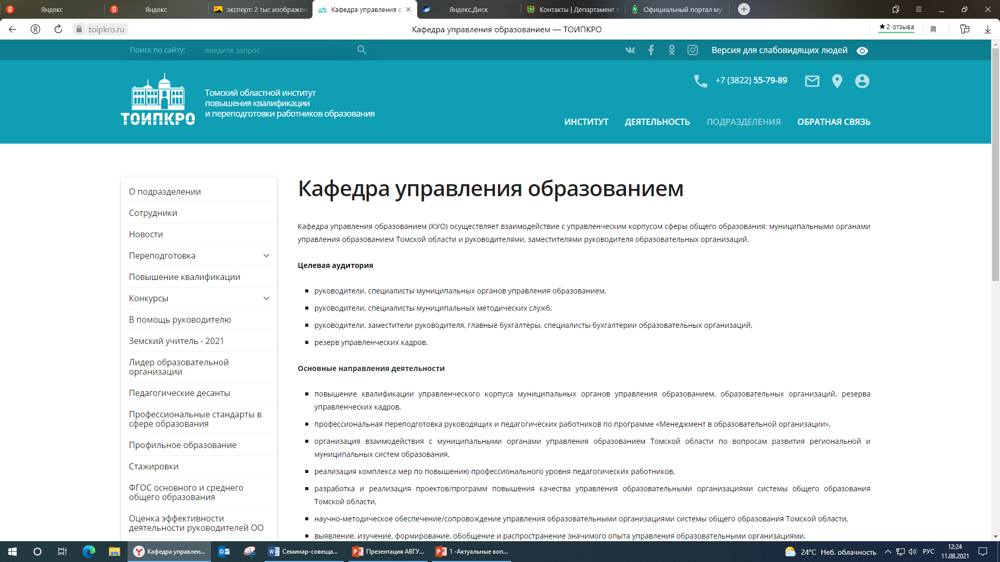 Яндекс
Яндекс
эксперт: 2 тыс изображен
Кафедра управления о
Яндекс.Диск
Контакты | Департамент о
Официальный портал му
toipkro.ru
Кафедра управления образованием — ТОИПКРО
★2 отзыва
Поиск по сайту:
введите запрос
Версия для слабовидящих людей
+7 (3822) 55-79-89
ТОИПКРО
Томский областной институт
повышения квалификации
и переподготовки работников образования
ИНСТИТУТ
ДЕЯТЕЛЬНОСТЬ
ПОДРАЗДЕЛЕНИЯ
ОБРАТНАЯ СВЯЗЬ
О подразделении
Сотрудники
Новости
Переподготовка
Повышение квалификации
Конкурсы
В помощь руководителю
Земский учитель - 2021
Лидер образовательной
организации
Педагогические десанты
Профессиональные стандарты в
сфере образования
Профильное образование
Стажировки
ФГОС основного и среднего
общего образования
Оценка эффективности
деятельности руководителей ОО
Кафедра управления образованием
Кафедра управления образованием (КУО) осуществляет взаимодействие с управленческим корпусом сферы общего образования: муниципальными органами
управления образованием Томской области и руководителями, заместителями руководителя образовательных организаций.
Целевая аудитория
руководители, специалисты муниципальных органов управления образованием,
руководители, специалисты муниципальных методических служб,
руководители, заместители руководителя, главные бухгалтеры, специалисты бухгалтерии образовательных организаций,
резерв управленческих кадров.
Основные направления деятельности
повышение квалификации управленческого корпуса муниципальных органов управления образованием, образовательных организаций, резерва
управленческих кадров,
профессиональная переподготовка руководящих и педагогических работников по программе «Менеджмент в образовательной организации»,
организация взаимодействия с муниципальными органами управления образованием Томской области по вопросам развития региональной и
муниципальных систем образования,
реализация комплекса мер по повышению профессионального уровня педагогических работников,
разработка и реализация проектов/программ повышения качества управления образовательными организациями системы общего образования
Томской области,
научно-методическое обеспечение/сопровождение управления образовательными организациями системы общего образования Томской области,
выявление, изучение, формирование, обобщение и распространение значимого опыта управления образовательными организациями,
Кафедра управлен...
Семинар-совеща...
Презентация АВГУ...
1 -Актуальные воп...
24°C Неб. облачность
РУС
12:24
11.08.2021